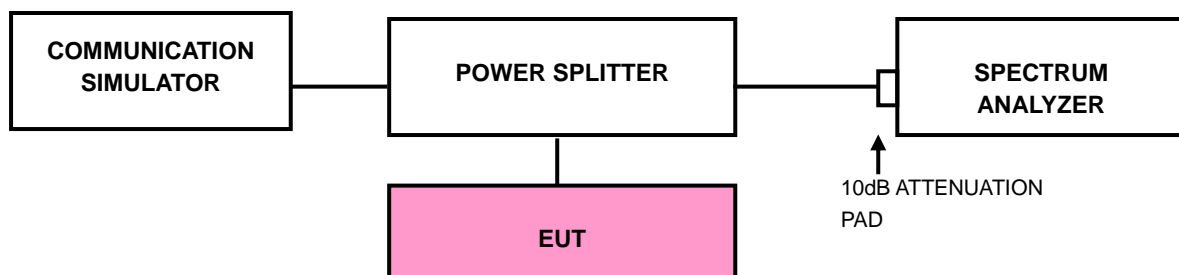 COMMUNICATION
SIMULATOR
POWER SPLITTER
SPECTRUM
ANALYZER
10dB ATTENUATION
PAD
EUT